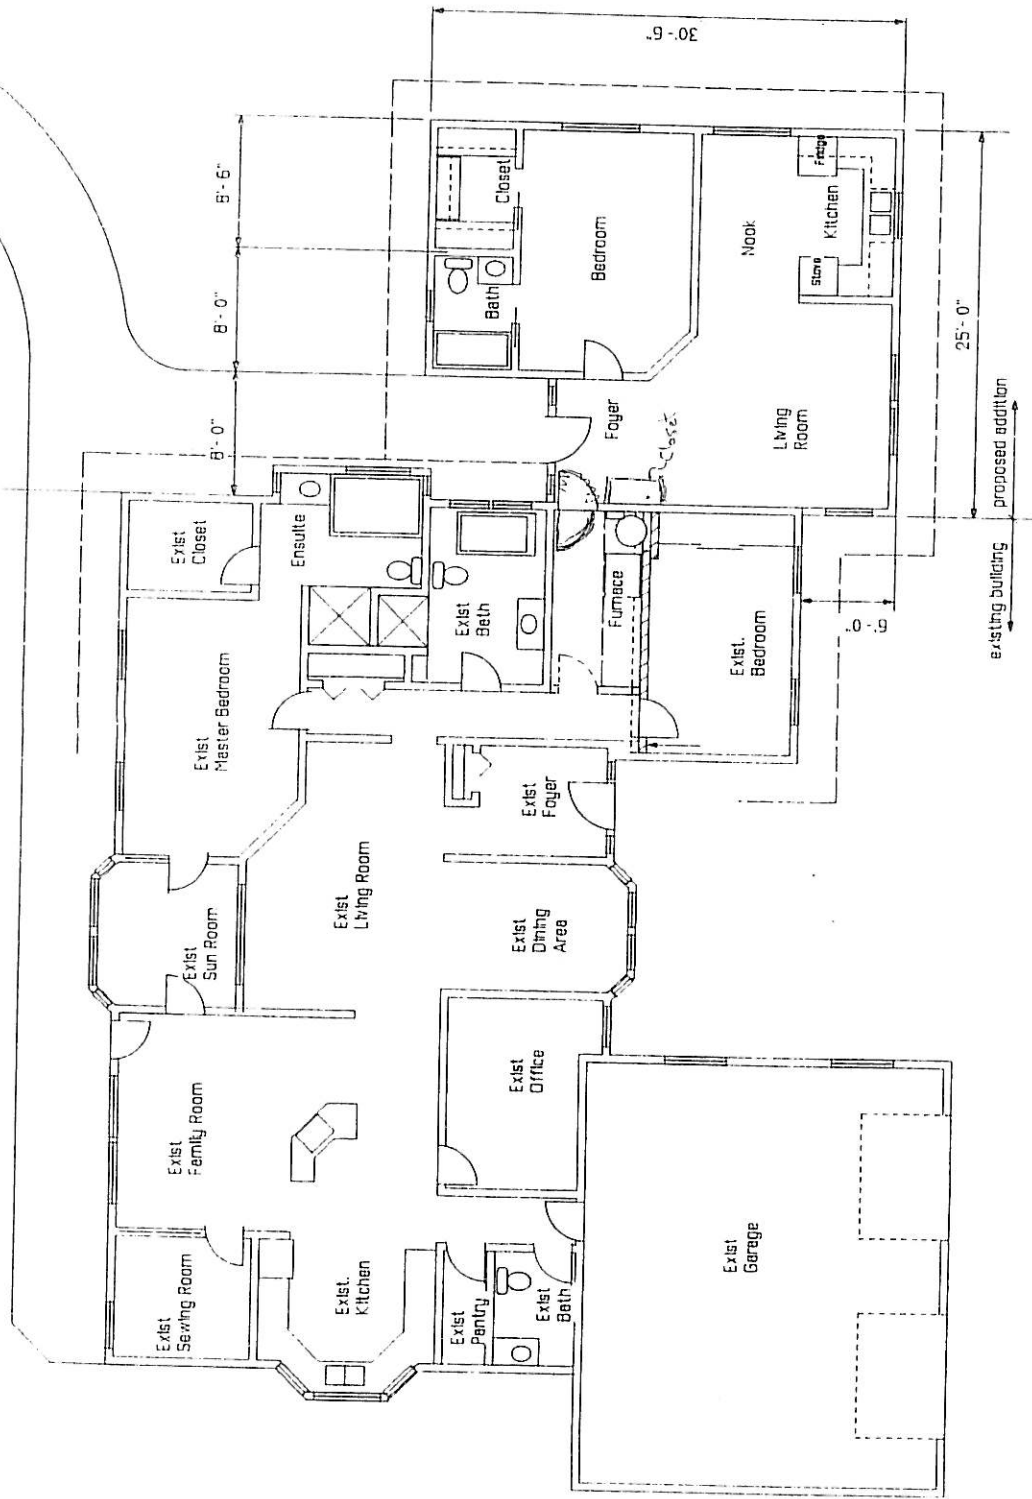 30'-6"
8'-6"
8'-0"
8'-0"
Closet
Bath
Bedroom
Nook
Fridge
Kitchen
Stove
25'-0"
Foyer
Closet
Living
Room
proposed addition
existing building
6'-0"
Exist
Closet
Ensuite
Exist
Bath
Furnace
Exist.
Bedroom
Exist
Master Bedroom
Exist
Foyer
Exist
Living Room
Exist
Dining
Area
Exist
Sun Room
Exist
Office
Exist
Family Room
Exist
Sewing Room
Exist.
Kitchen
Exist
Pantry
Exist
Bath
Exist
Garage